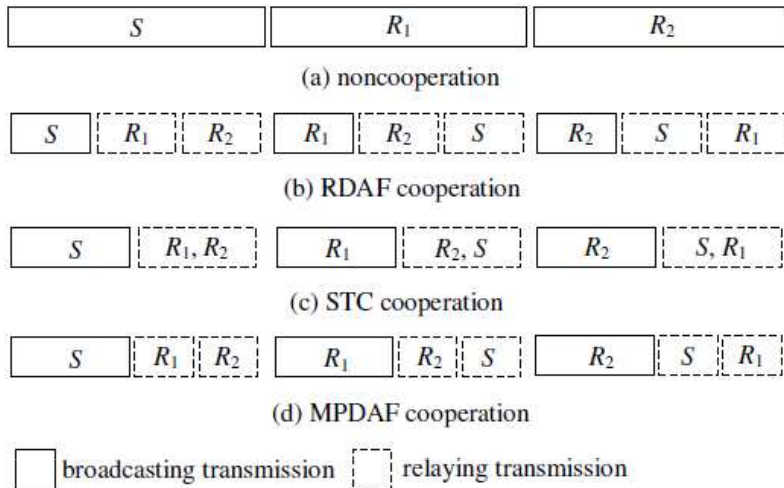 S R1 R2
(a) noncooperation
S R1 R2 R1 R2 S R2 S R1
(b) RDAF cooperation
S R1, R2 R1 R2, S R2 S, R1
(c) STC cooperation
S R1 R2 R1 R2 S R2 S R1
(d) MPDAF cooperation
broadcasting transmission relaying transmission